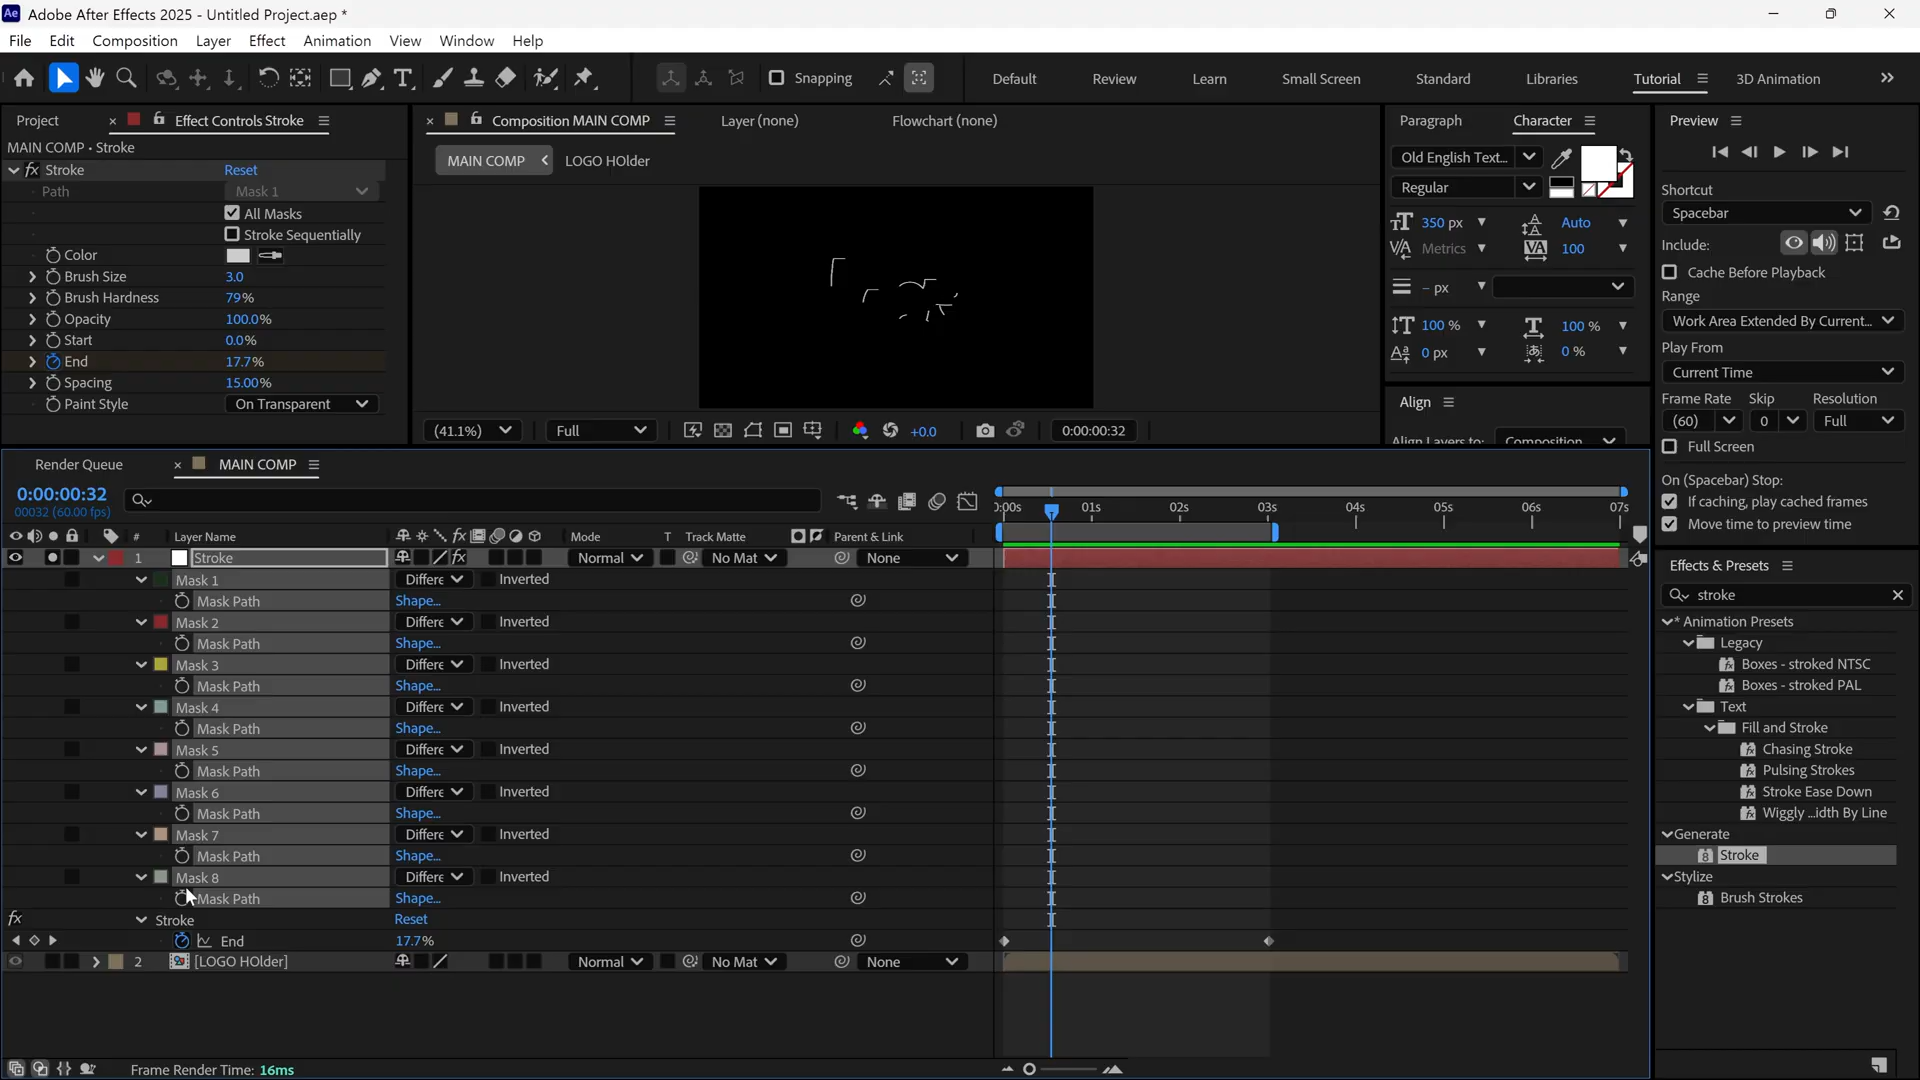 Ae Adobe After Effects 2025 - Untitled Project.aep *
File Edit Composition Layer Effect Animation View Window Help
Snapping Default Review Learn Small Screen Standard Libraries Tutorial 3D Animation
Project Effect Controls Stroke
MAIN COMP • Stroke
fx Stroke Reset
Path Mask 1
All Masks
Stroke Sequentially
Color
Brush Size 3.0
Brush Hardness 79%
Opacity 100.0%
Start 0.0%
End 17.7%
Spacing 15.00%
Paint Style On Transparent
Composition MAIN COMP Layer (none) Flowchart (none)
MAIN COMP LOGO HOlder
(41.1%) Full +0.0 0:00:00:32
Paragraph Character
Old English Text...
Regular
350 px Auto
Metrics 100
– px
100 % 100 %
0 px 0 %
Align
Align Layers to: Composition
Preview
Shortcut
Spacebar
Include:
Cache Before Playback
Range
Work Area Extended By Current...
Play From
Current Time
Frame Rate Skip Resolution
(60) 0 Full
Full Screen
On (Spacebar) Stop:
If caching, play cached frames
Move time to preview time
Effects & Presets
stroke
* Animation Presets
Legacy
Boxes - stroked NTSC
Boxes - stroked PAL
Text
Fill and Stroke
Chasing Stroke
Pulsing Strokes
Stroke Ease Down
Wiggly ...idth By Line
Generate
Stroke
Stylize
Brush Strokes
Render Queue MAIN COMP
0:00:00:32
00032 (60.00 fps)
):00s 01s 02s 03s 04s 05s 06s 07s
# Layer Name fx Mode T Track Matte Parent & Link
1 Stroke fx Normal No Mat None
Mask 1 Differe Inverted
Mask Path Shape...
Mask 2 Differe Inverted
Mask Path Shape...
Mask 3 Differe Inverted
Mask Path Shape...
Mask 4 Differe Inverted
Mask Path Shape...
Mask 5 Differe Inverted
Mask Path Shape...
Mask 6 Differe Inverted
Mask Path Shape...
Mask 7 Differe Inverted
Mask Path Shape...
Mask 8 Differe Inverted
Mask Path Shape...
fx Stroke Reset
End 17.7%
2 [LOGO HOlder] Normal No Mat None
Frame Render Time: 16ms